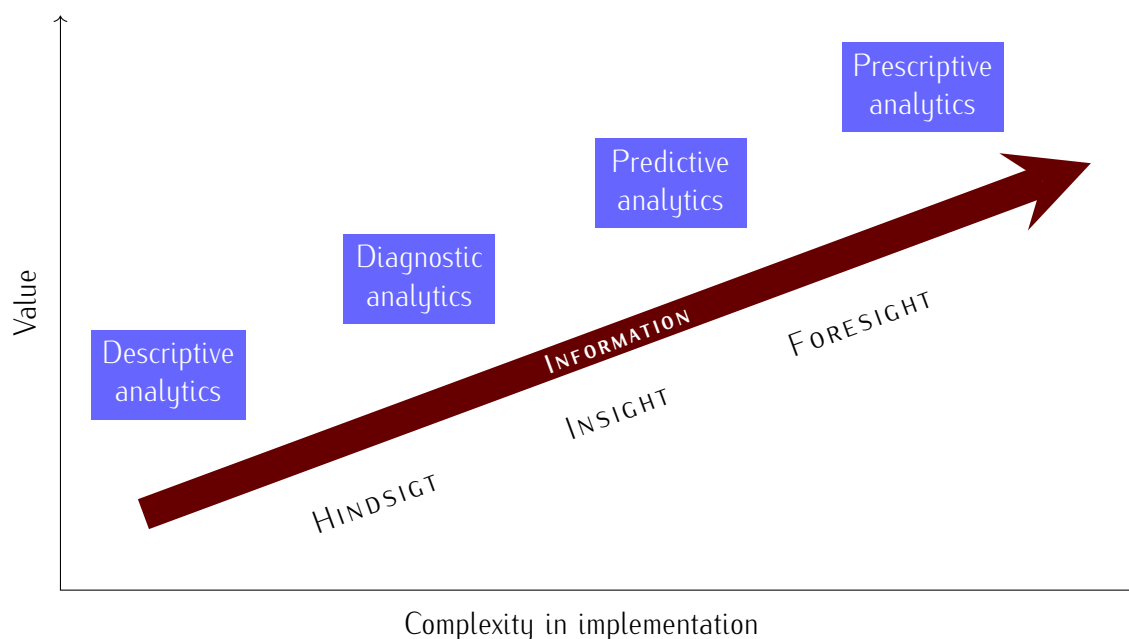 Prescriptive
analytics
Predictive
analytics
Diagnostic
analytics
Descriptive
analytics
Value
INFORMATION
FORESIGHT
INSIGHT
HINDSIGT
Complexity in implementation